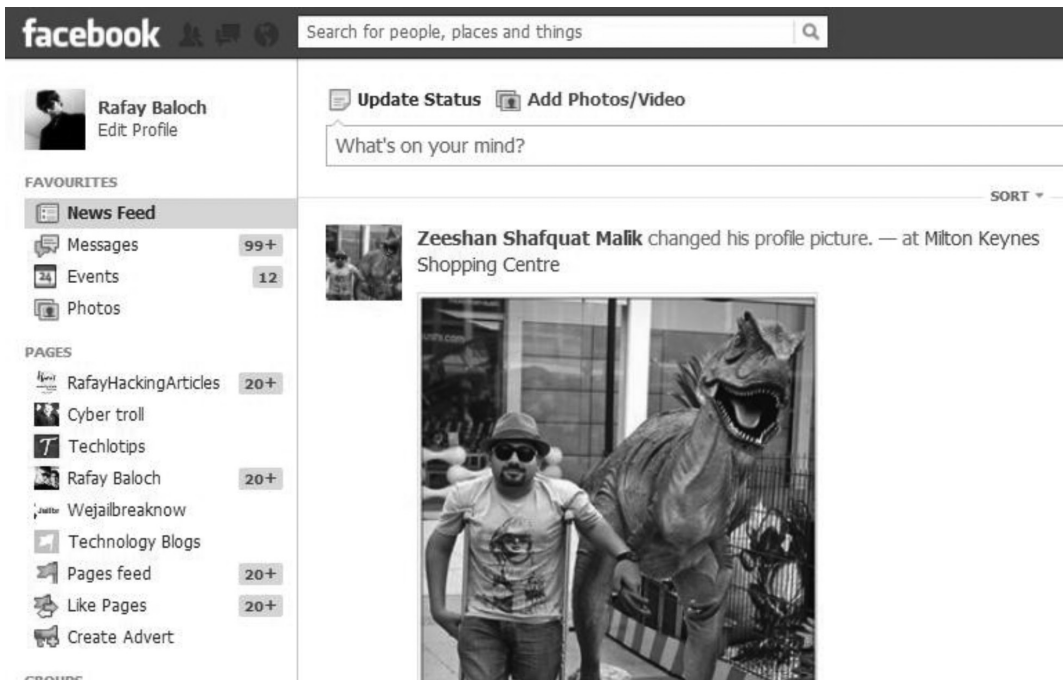 facebook
Search for people, places and things
Rafay Baloch
Edit Profile
FAVOURITES
News Feed
Messages 99+
24 Events 12
Photos
PAGES
RafayHackingArticles 20+
Cyber troll
T Techlotips
Rafay Baloch 20+
Wejailbreaknow
Technology Blogs
Pages feed 20+
Like Pages 20+
Create Advert
GROUPS
Update Status Add Photos/Video
What's on your mind?
SORT
Zeeshan Shafquat Malik changed his profile picture. — at Milton Keynes
Shopping Centre